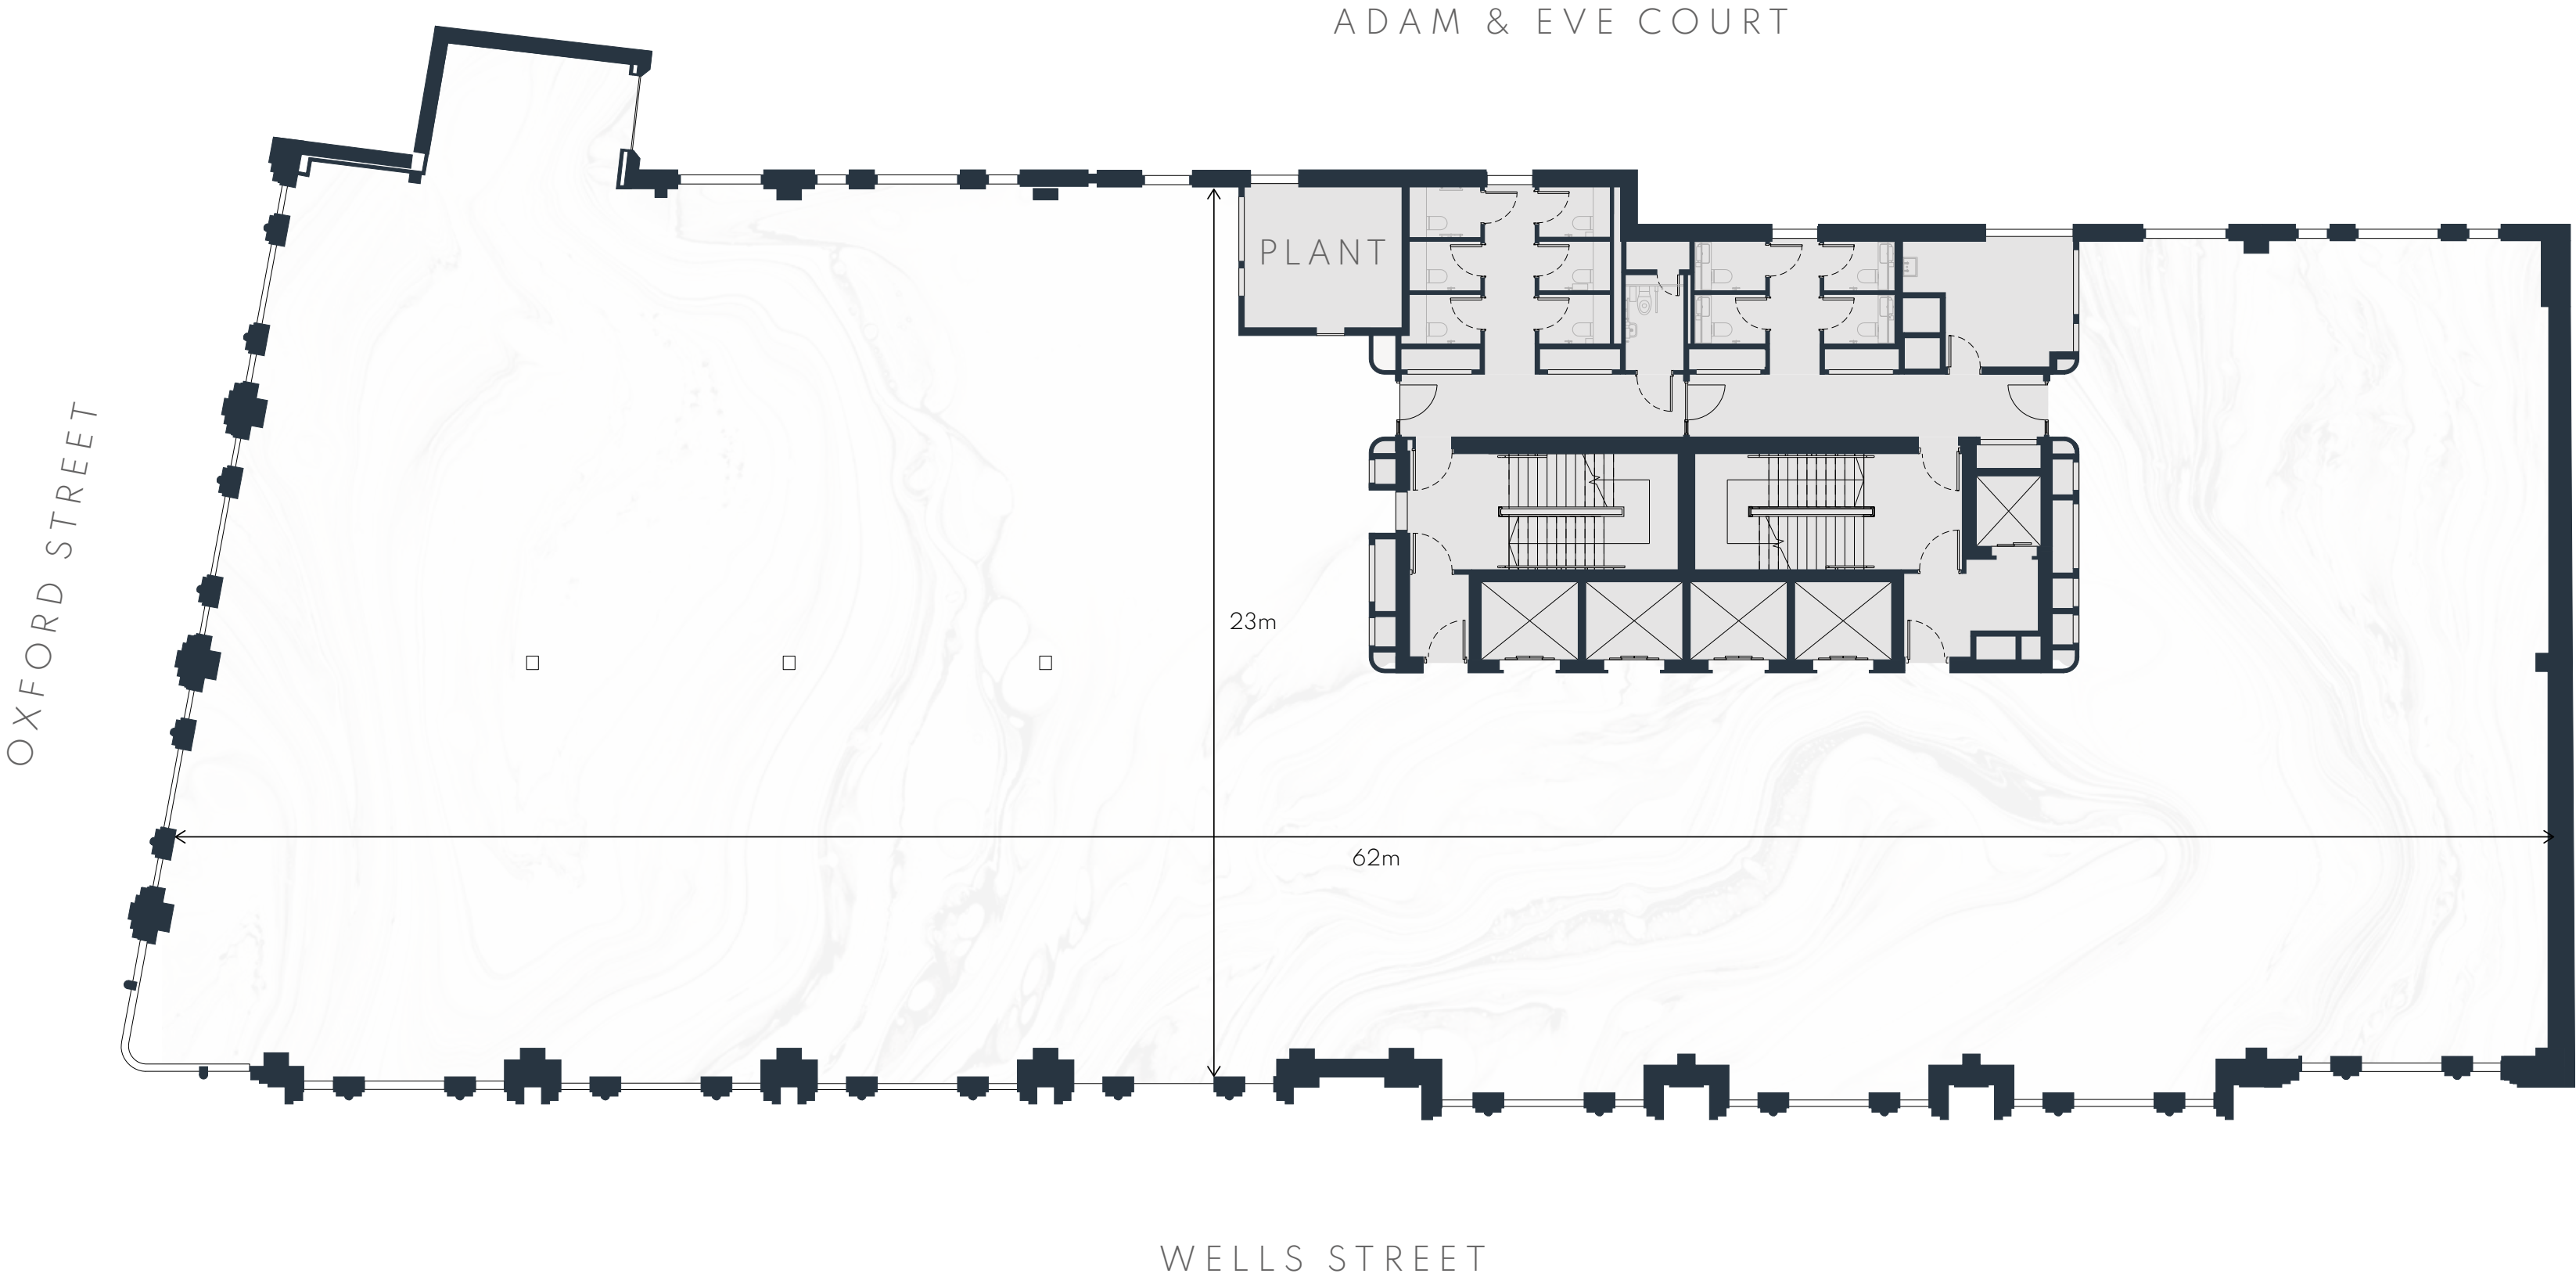 ADAM & EVE COURT
PLANT
OXFORD STREET
23m
62m
WELLS STREET